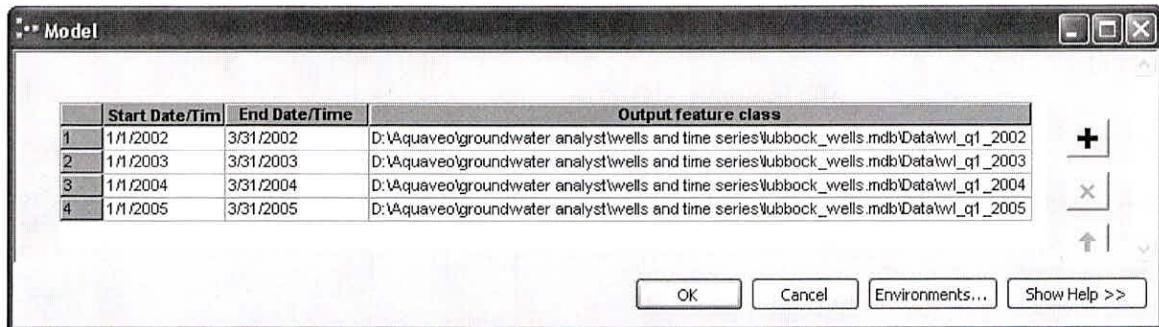 Model
Start Date/Tim End Date/Time Output feature class
1 1/1/2002 3/31/2002 D:\Aquaveo\groundwater analyst\wells and time series\lubbock_wells.mdb\Data\wl_q1_2002
2 1/1/2003 3/31/2003 D:\Aquaveo\groundwater analyst\wells and time series\lubbock_wells.mdb\Data\wl_q1_2003
3 1/1/2004 3/31/2004 D:\Aquaveo\groundwater analyst\wells and time series\lubbock_wells.mdb\Data\wl_q1_2004
4 1/1/2005 3/31/2005 D:\Aquaveo\groundwater analyst\wells and time series\lubbock_wells.mdb\Data\wl_q1_2005
OK Cancel Environments... Show Help >>